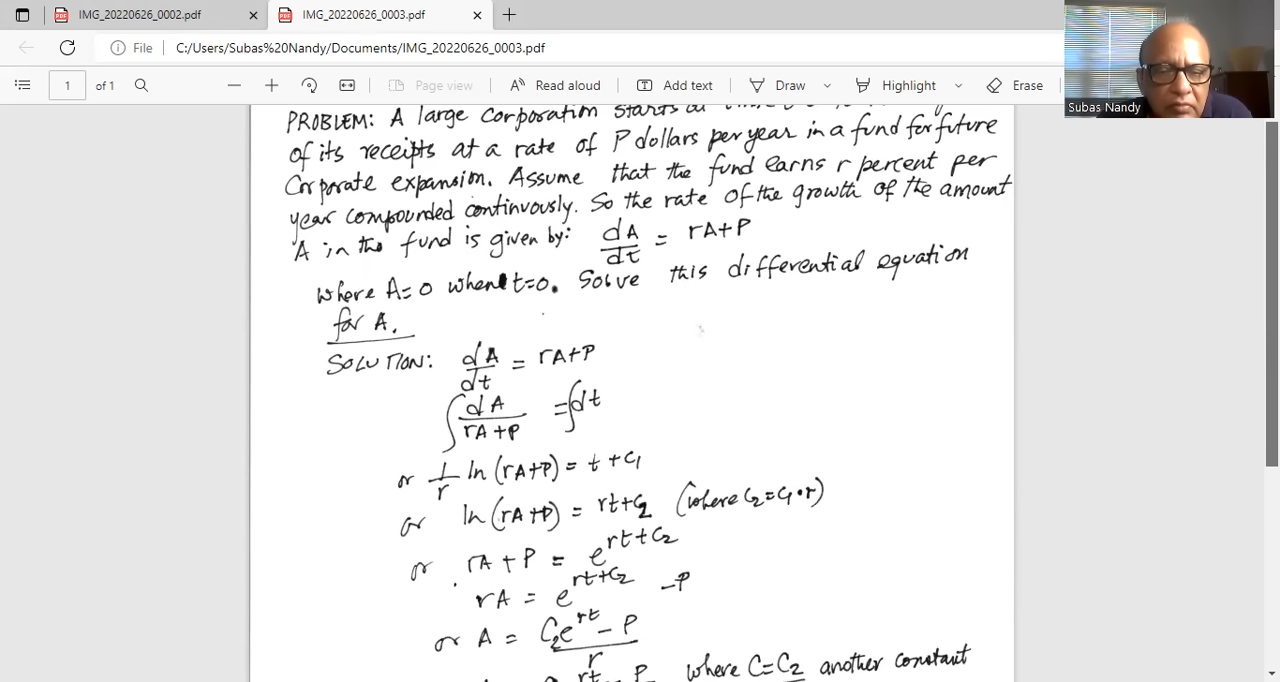 IMG_20220626_0002.pdf
IMG_20220626_0003.pdf
File C:/Users/Subas%20Nandy/Documents/IMG_20220626_0003.pdf
1 of 1 Page view A Read aloud Add text Draw Highlight Erase
Subas Nandy
PROBLEM: A large corporation starts at
of its receipts at a rate of P dollars per year in a fund for future
Corporate expansion. Assume that the fund earns r percent per
year compounded continuously. So the rate of the growth of the amount
A in the fund is given by: dA/dt = rA+P
where A=0 when t=0. Solve this differential equation
for A.
SOLUTION: dA/dt = rA+P
∫ dA/(rA+P) = ∫dt
or 1/r ln(rA+P) = t + C₁
or ln(rA+P) = rt+C₂ (where C₂=C₁•r)
or rA + P = e^(rt+C₂)
rA = e^(rt+C₂) -P
or A = (C₂e^(rt) - P)/r
where C=C₂ another constant